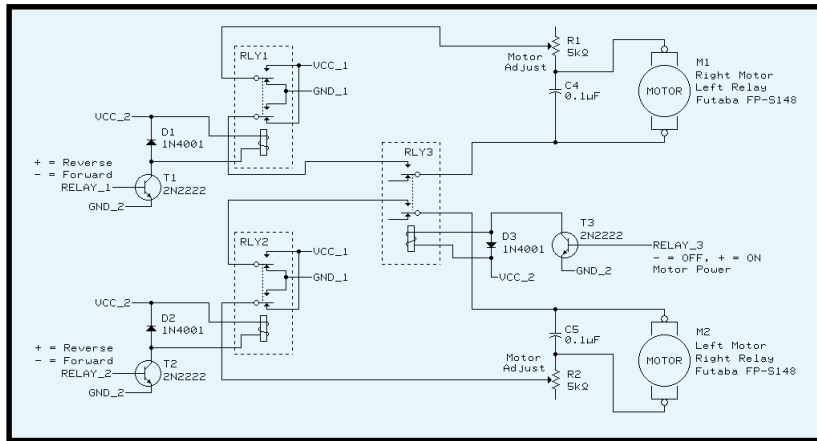 RLY1
VCC_1
GND_1
VCC_2
D1
1N4001
+ = Reverse
- = Forward
RELAY_1
T1
2N2222
GND_2
R1
5kΩ
Motor
Adjust
C4
0.1µF
MOTOR
M1
Right Motor
Left Relay
Futaba FP-S148
RLY3
D3
1N4001
VCC_2
T3
2N2222
GND_2
RELAY_3
- = OFF, + = ON
Motor Power
RLY2
VCC_1
GND_1
VCC_2
D2
1N4001
+ = Reverse
- = Forward
RELAY_2
T2
2N2222
GND_2
C5
0.1µF
Motor
Adjust
R2
5kΩ
MOTOR
M2
Left Motor
Right Relay
Futaba FP-S148